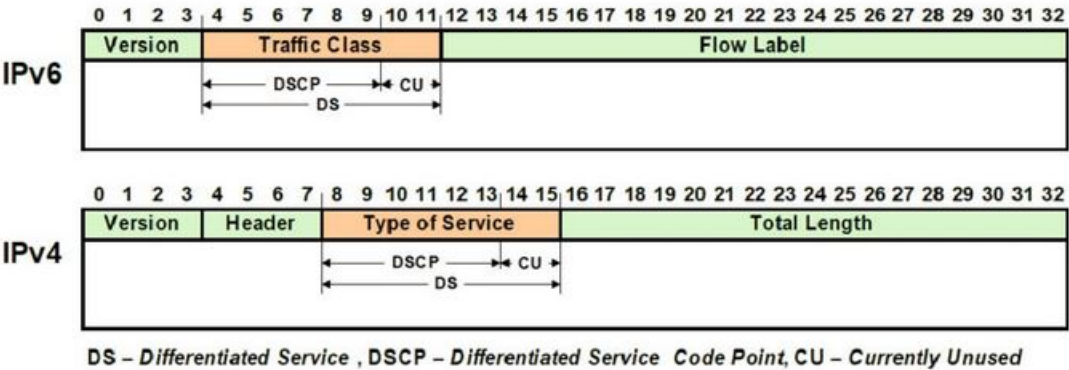 0 1 2 3 4 5 6 7 8 9 10 11 12 13 14 15 16 17 18 19 20 21 22 23 24 25 26 27 28 29 30 31 32
Version Traffic Class Flow Label
IPv6
DSCP CU
DS
0 1 2 3 4 5 6 7 8 9 10 11 12 13 14 15 16 17 18 19 20 21 22 23 24 25 26 27 28 29 30 31 32
Version Header Type of Service Total Length
IPv4
DSCP CU
DS
DS – Differentiated Service , DSCP – Differentiated Service Code Point, CU – Currently Unused